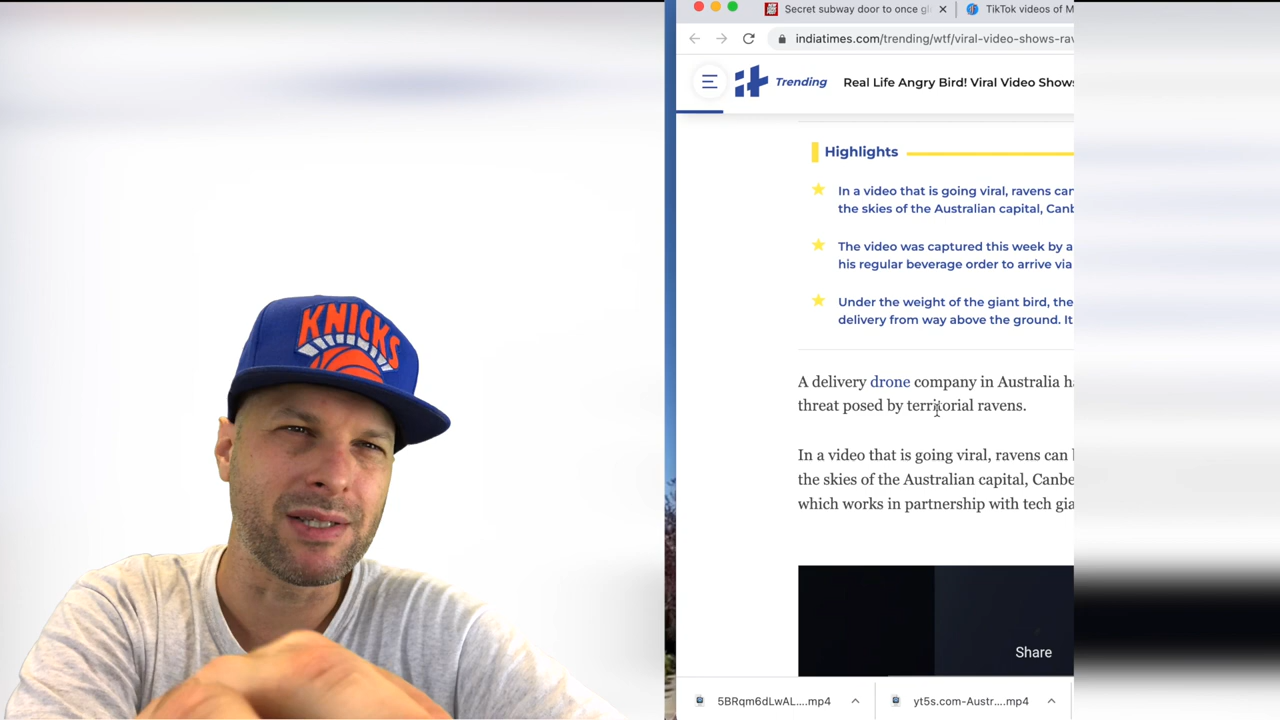 KNICKS
Secret subway door to once gl
TikTok videos of M
indiatimes.com/trending/wtf/viral-video-shows-rav
Trending
Real Life Angry Bird! Viral Video Shows
Highlights
In a video that is going viral, ravens can
the skies of the Australian capital, Canb
The video was captured this week by a
his regular beverage order to arrive via
Under the weight of the giant bird, the
delivery from way above the ground. It
A delivery drone company in Australia ha
threat posed by territorial ravens.
In a video that is going viral, ravens can b
the skies of the Australian capital, Canbe
which works in partnership with tech gia
Share
5BRqm6dLwAL....mp4
yt5s.com-Austr....mp4